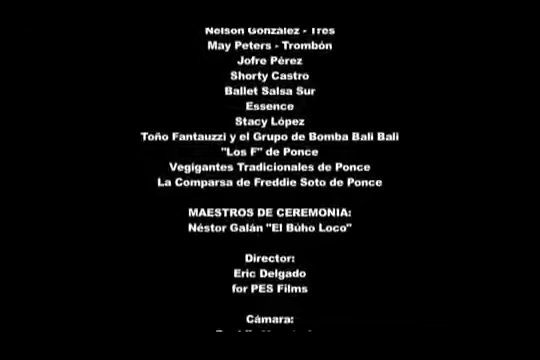 Nelson González - Tres
May Peters - Trombón
Jofre Pérez
Shorty Castro
Ballet Salsa Sur
Essence
Stacy López
Toño Fantauzzi y el Grupo de Bomba Bali Bali
"Los F" de Ponce
Vegigantes Tradicionales de Ponce
La Comparsa de Freddie Soto de Ponce
MAESTROS DE CEREMONIA:
Néstor Galán "El Búho Loco"
Director:
Eric Delgado
for PES Films
Cámara: